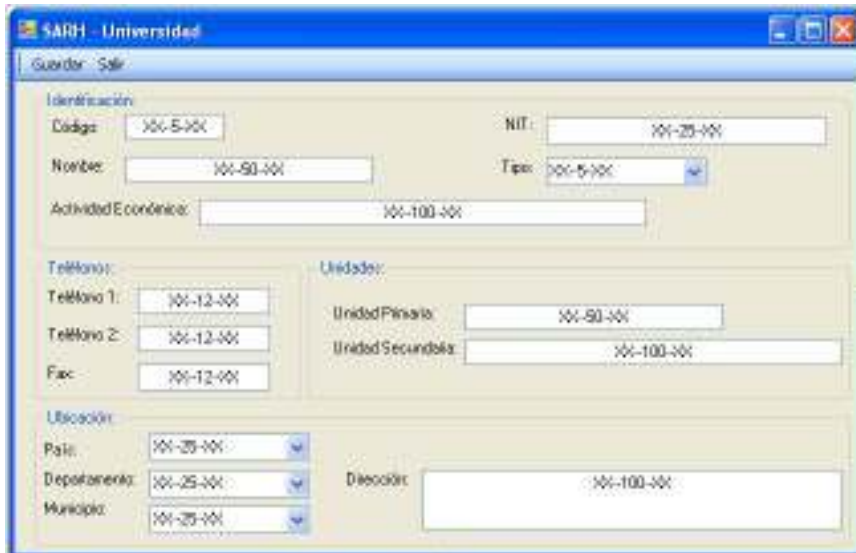 SARH - Universidad
Guardar Salir
Identificación:
Código: XX-5-XX NIT: XX-25-XX
Nombre: XX-50-XX Tipo: XX-5-XX
Actividad Económica: XX-100-XX
Teléfonos: Unidades:
Teléfono 1: XX-12-XX
Unidad Primaria: XX-50-XX
Teléfono 2: XX-12-XX
Unidad Secundaria: XX-100-XX
Fax: XX-12-XX
Ubicación:
País: XX-25-XX
Departamento: XX-25-XX Dirección: XX-100-XX
Municipio: XX-25-XX